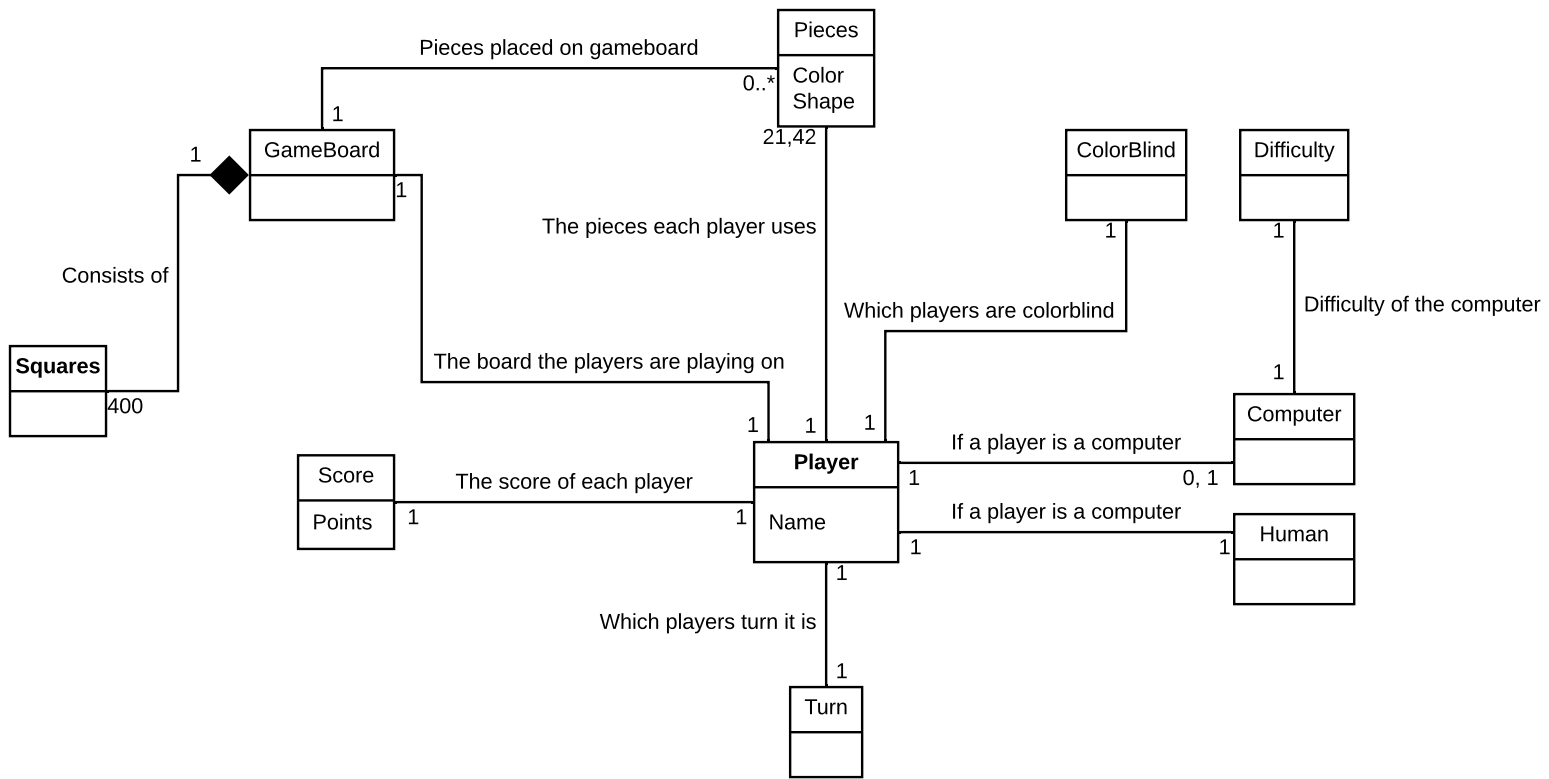 Pieces
Pieces placed on gameboard
Color
0..*
Shape
1
21,42
1
GameBoard
ColorBlind
Difficulty
1
The pieces each player uses
1
1
Consists of
Which players are colorblind
Difficulty of the computer
Squares
The board the players are playing on
1
400
1
1
1
Computer
If a player is a computer
Player
Score
The score of each player
1
0, 1
Points
1
1
Name
If a player is a computer
Human
1
1
1
Which players turn it is
1
Turn